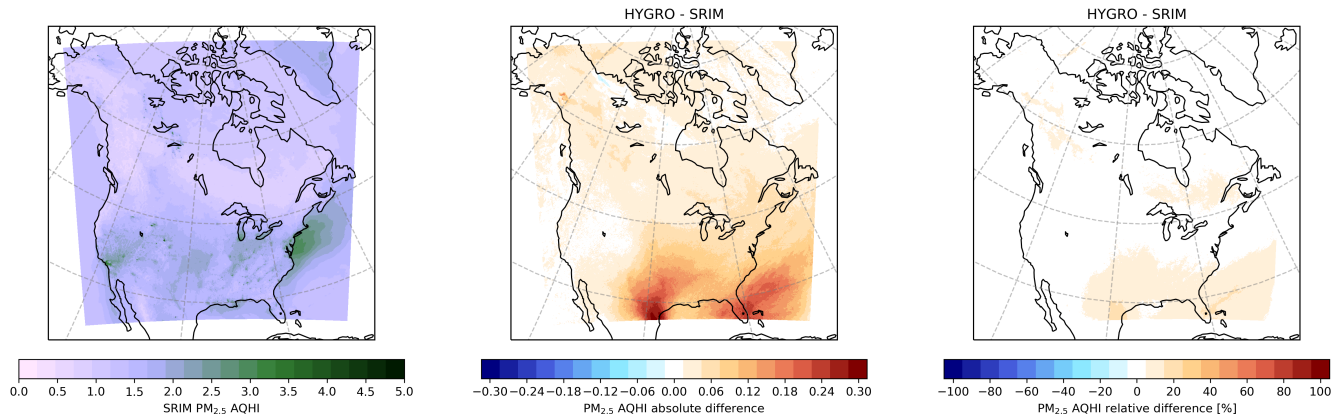 HYGRO - SRIM
HYGRO - SRIM
0.0 0.5 1.0 1.5 2.0 2.5 3.0 3.5 4.0 4.5 5.0
SRIM PM₂.₅ AQHI
−0.30 −0.24 −0.18 −0.12 −0.06 0.00 0.06 0.12 0.18 0.24 0.30
PM₂.₅ AQHI absolute difference
−100 −80 −60 −40 −20 0 20 40 60 80 100
PM₂.₅ AQHI relative difference [%]